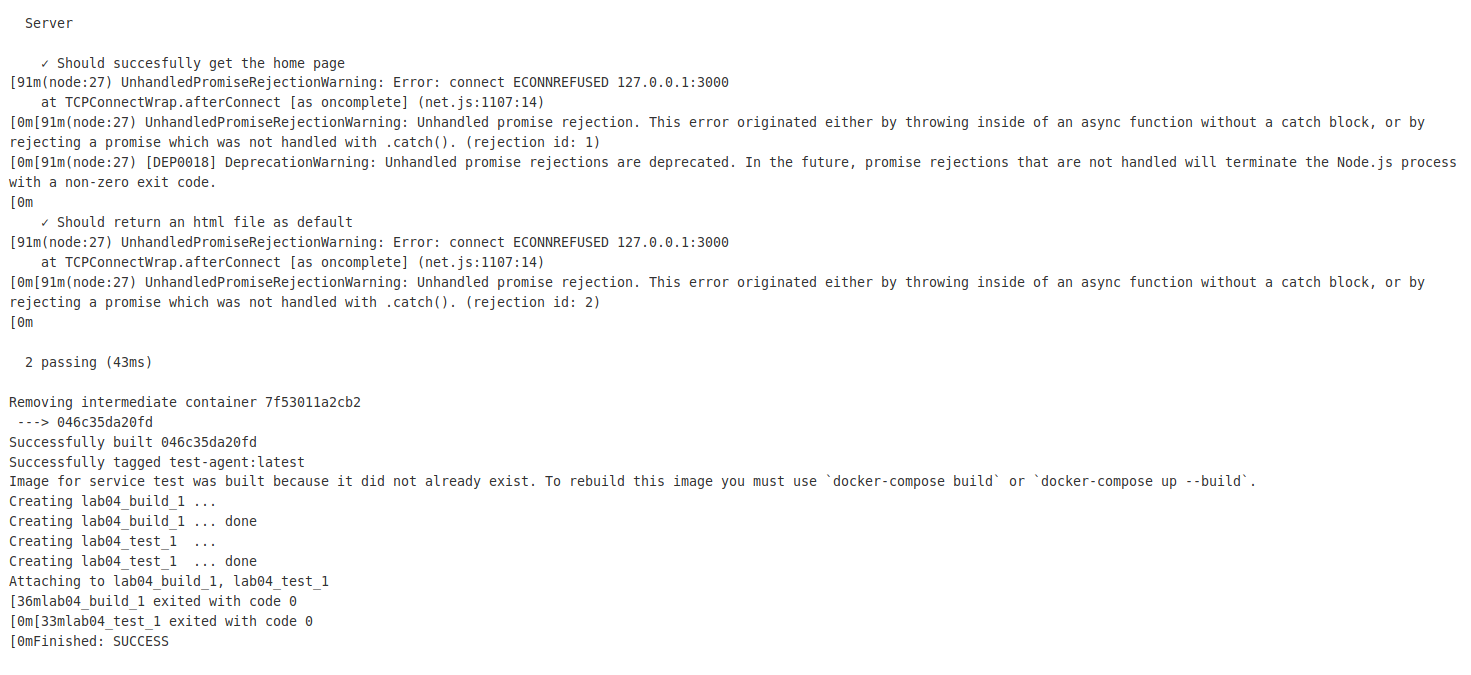 Server
✓ Should succesfully get the home page
[91m(node:27) UnhandledPromiseRejectionWarning: Error: connect ECONNREFUSED 127.0.0.1:3000
at TCPConnectWrap.afterConnect [as oncomplete] (net.js:1107:14)
[0m[91m(node:27) UnhandledPromiseRejectionWarning: Unhandled promise rejection. This error originated either by throwing inside of an async function without a catch block, or by
rejecting a promise which was not handled with .catch(). (rejection id: 1)
[0m[91m(node:27) [DEP0018] DeprecationWarning: Unhandled promise rejections are deprecated. In the future, promise rejections that are not handled will terminate the Node.js process
with a non-zero exit code.
[0m
✓ Should return an html file as default
[91m(node:27) UnhandledPromiseRejectionWarning: Error: connect ECONNREFUSED 127.0.0.1:3000
at TCPConnectWrap.afterConnect [as oncomplete] (net.js:1107:14)
[0m[91m(node:27) UnhandledPromiseRejectionWarning: Unhandled promise rejection. This error originated either by throwing inside of an async function without a catch block, or by
rejecting a promise which was not handled with .catch(). (rejection id: 2)
[0m
2 passing (43ms)
Removing intermediate container 7f53011a2cb2
---> 046c35da20fd
Successfully built 046c35da20fd
Successfully tagged test-agent:latest
Image for service test was built because it did not already exist. To rebuild this image you must use `docker-compose build` or `docker-compose up --build`.
Creating lab04_build_1 ...
Creating lab04_build_1 ... done
Creating lab04_test_1  ...
Creating lab04_test_1  ... done
Attaching to lab04_build_1, lab04_test_1
[36mlab04_build_1 exited with code 0
[0m[33mlab04_test_1 exited with code 0
[0mFinished: SUCCESS